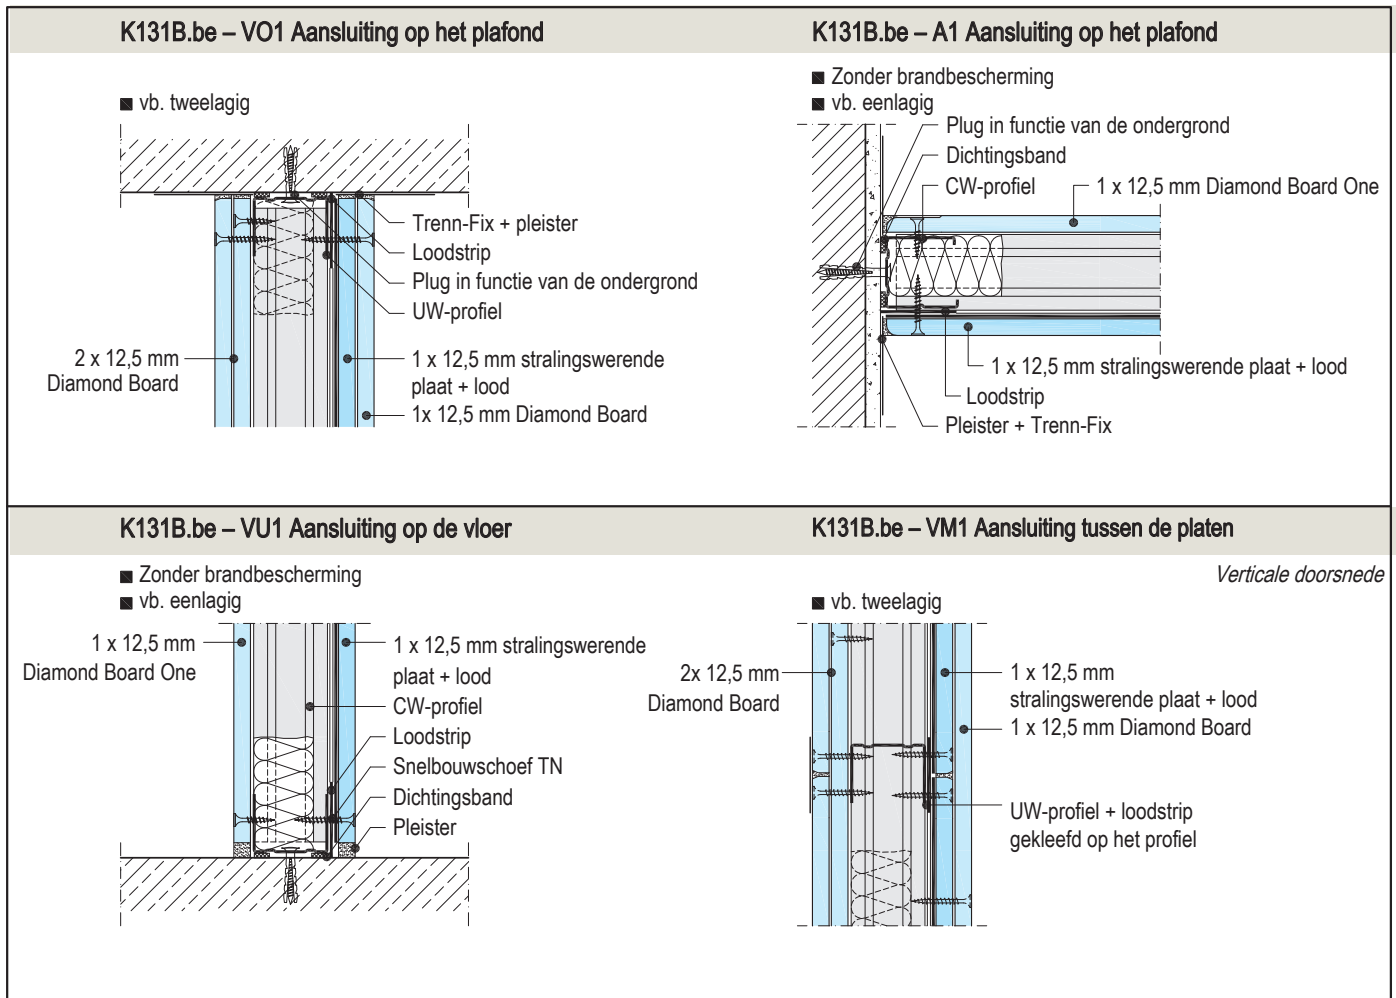 K131B.be – VO1 Aansluiting op het plafond
■ vb. tweelagig
Trenn-Fix + pleister
Loodstrip
Plug in functie van de ondergrond
UW-profiel
2 x 12,5 mm
Diamond Board
1 x 12,5 mm stralingswerende
plaat + lood
1x 12,5 mm Diamond Board
K131B.be – A1 Aansluiting op het plafond
■ Zonder brandbescherming
■ vb. eenlagig
Plug in functie van de ondergrond
Dichtingsband
CW-profiel
1 x 12,5 mm Diamond Board One
1 x 12,5 mm stralingswerende plaat + lood
Loodstrip
Pleister + Trenn-Fix
K131B.be – VU1 Aansluiting op de vloer
■ Zonder brandbescherming
■ vb. eenlagig
1 x 12,5 mm
Diamond Board One
1 x 12,5 mm stralingswerende
plaat + lood
CW-profiel
Loodstrip
Snelbouwschoef TN
Dichtingsband
Pleister
K131B.be – VM1 Aansluiting tussen de platen
Verticale doorsnede
■ vb. tweelagig
2x 12,5 mm
Diamond Board
1 x 12,5 mm
stralingswerende plaat + lood
1 x 12,5 mm Diamond Board
UW-profiel + loodstrip
gekleefd op het profiel